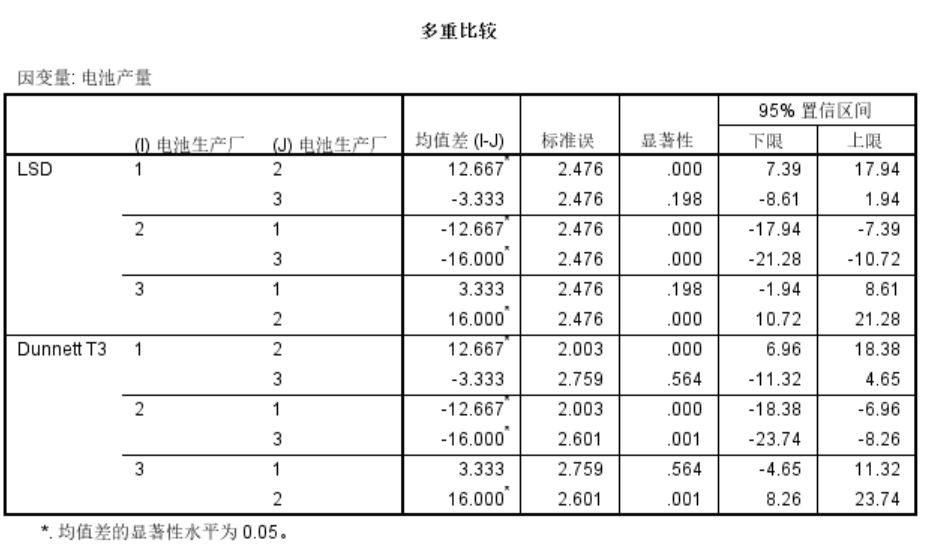 多重比较
因变量: 电池产量
95% 置信区间
(I) 电池生产厂 (J) 电池生产厂 均值差 (I-J) 标准误 显著性 下限 上限
LSD 1 2 12.667* 2.476 .000 7.39 17.94
3 -3.333 2.476 .198 -8.61 1.94
2 1 -12.667* 2.476 .000 -17.94 -7.39
3 -16.000* 2.476 .000 -21.28 -10.72
3 1 3.333 2.476 .198 -1.94 8.61
2 16.000* 2.476 .000 10.72 21.28
Dunnett T3 1 2 12.667* 2.003 .000 6.96 18.38
3 -3.333 2.759 .564 -11.32 4.65
2 1 -12.667* 2.003 .000 -18.38 -6.96
3 -16.000* 2.601 .001 -23.74 -8.26
3 1 3.333 2.759 .564 -4.65 11.32
2 16.000* 2.601 .001 8.26 23.74
*. 均值差的显著性水平为 0.05。